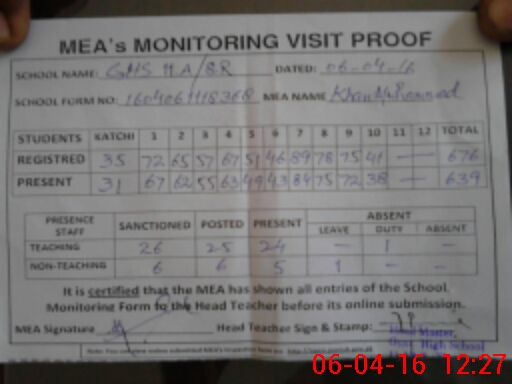 MEA's MONITORING VISIT PROOF
SCHOOL NAME: GHS 11.A/8R DATED: 06-04-16
SCHOOL FORM NO: MEA NAME Khan Muhammad
STUDENTS KATCHI 1 2 3 4 5 6 7 8 9 10 11 12 TOTAL
REGISTRED 35 72 65 57 67 51 46 89 78 75 41 — 676
PRESENT 31 67 62 55 63 49 43 84 75 72 38 — 639
PRESENCE STAFF SANCTIONED POSTED PRESENT ABSENT
LEAVE DUTY ABSENT
TEACHING 26 25 24 - 1 -
NON-TEACHING 6 6 5 1 - -
It is certified that the MEA has shown all entries of the School
Monitoring Form to the Head Teacher before its online submission.
MEA Signature Head Teacher Sign & Stamp:
Master,
High School
06-04-16 12:27